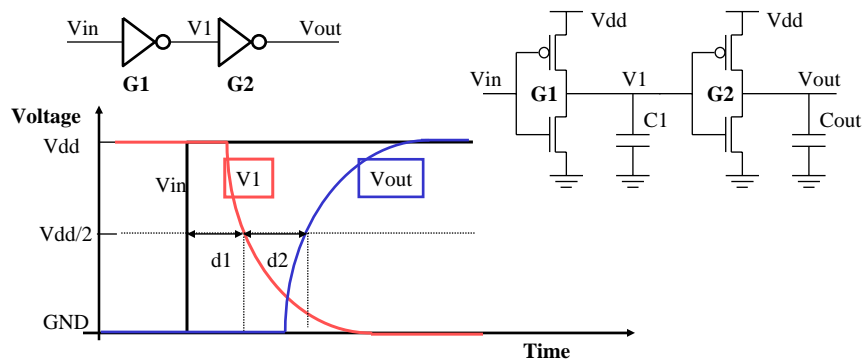 Vin V1 Vout
G1 G2
Vdd Vdd
Vin G1 V1 G2 Vout
C1 Cout
Voltage
Vdd
Vin V1 Vout
Vdd/2
d1 d2
GND
Time